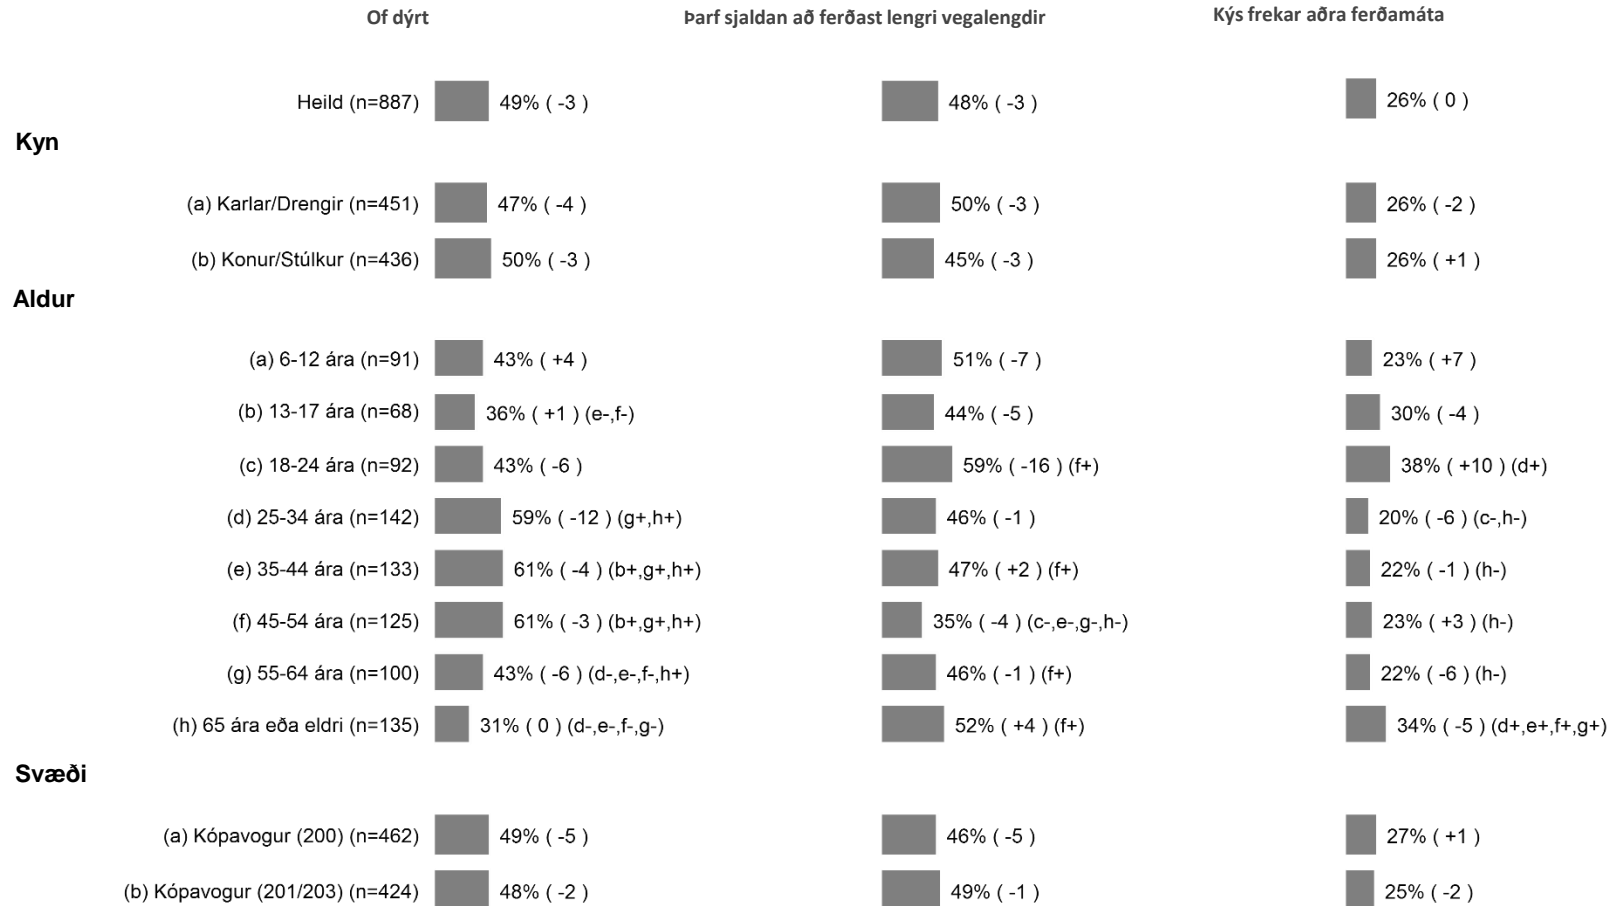 Of dýrt Þarf sjaldan að ferðast lengri vegalengdir Kýs frekar aðra ferðamáta
Heild (n=887) 49% ( -3 ) 48% ( -3 ) 26% ( 0 )
Kyn
(a) Karlar/Drengir (n=451) 47% ( -4 ) 50% ( -3 ) 26% ( -2 )
(b) Konur/Stúlkur (n=436) 50% ( -3 ) 45% ( -3 ) 26% ( +1 )
Aldur
(a) 6-12 ára (n=91) 43% ( +4 ) 51% ( -7 ) 23% ( +7 )
(b) 13-17 ára (n=68) 36% ( +1 ) (e-,f-) 44% ( -5 ) 30% ( -4 )
(c) 18-24 ára (n=92) 43% ( -6 ) 59% ( -16 ) (f+) 38% ( +10 ) (d+)
(d) 25-34 ára (n=142) 59% ( -12 ) (g+,h+) 46% ( -1 ) 20% ( -6 ) (c-,h-)
(e) 35-44 ára (n=133) 61% ( -4 ) (b+,g+,h+) 47% ( +2 ) (f+) 22% ( -1 ) (h-)
(f) 45-54 ára (n=125) 61% ( -3 ) (b+,g+,h+) 35% ( -4 ) (c-,e-,g-,h-) 23% ( +3 ) (h-)
(g) 55-64 ára (n=100) 43% ( -6 ) (d-,e-,f-,h+) 46% ( -1 ) (f+) 22% ( -6 ) (h-)
(h) 65 ára eða eldri (n=135) 31% ( 0 ) (d-,e-,f-,g-) 52% ( +4 ) (f+) 34% ( -5 ) (d+,e+,f+,g+)
Svæði
(a) Kópavogur (200) (n=462) 49% ( -5 ) 46% ( -5 ) 27% ( +1 )
(b) Kópavogur (201/203) (n=424) 48% ( -2 ) 49% ( -1 ) 25% ( -2 )